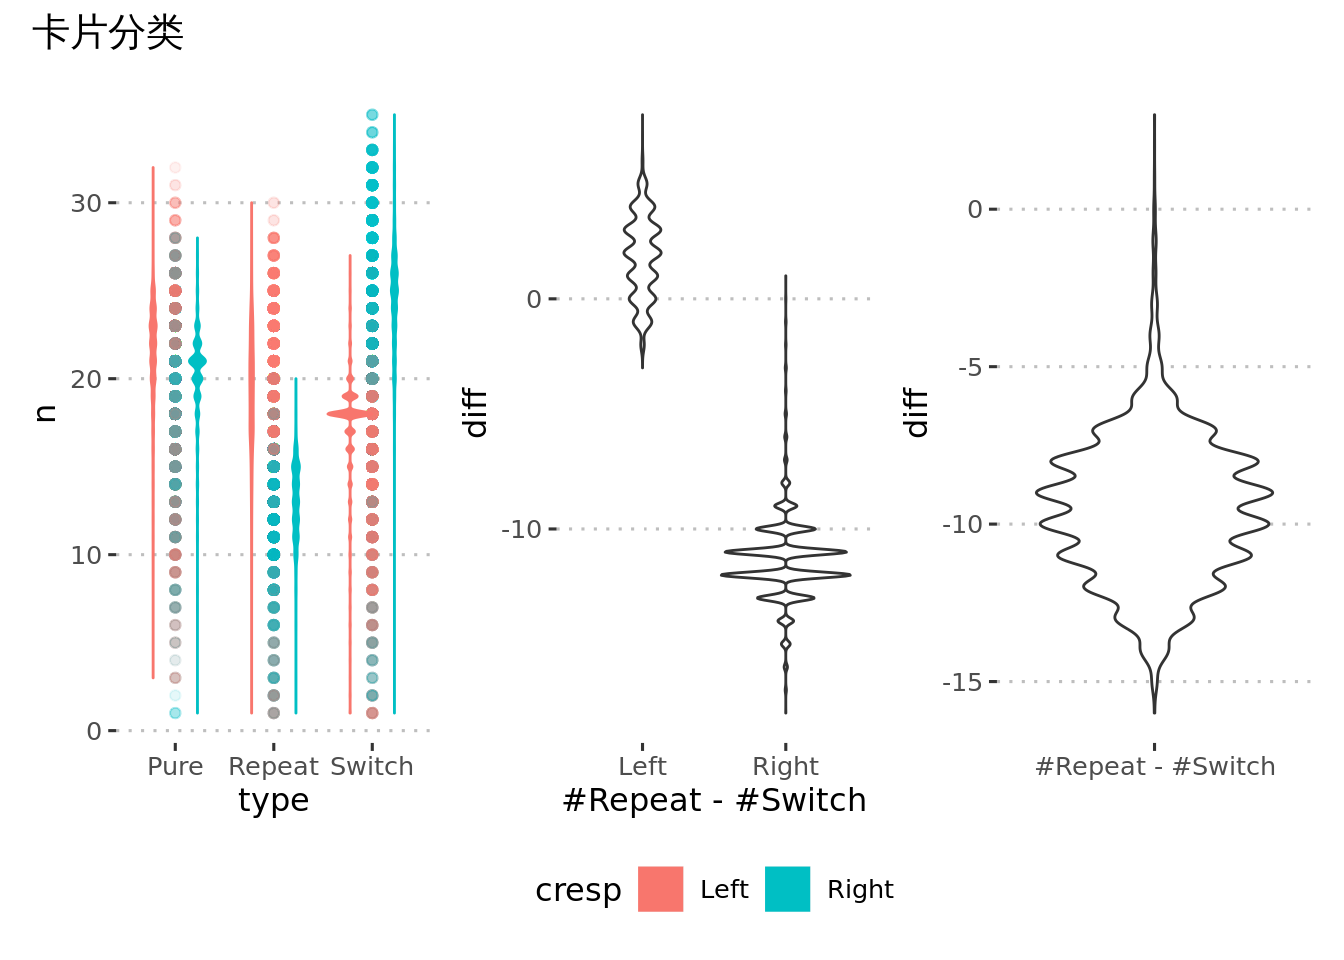 卡片分类
n
30
20
10
0
Pure Repeat Switch
type
diff
0
-10
Left Right
#Repeat - #Switch
diff
0
-5
-10
-15
#Repeat - #Switch
cresp Left Right